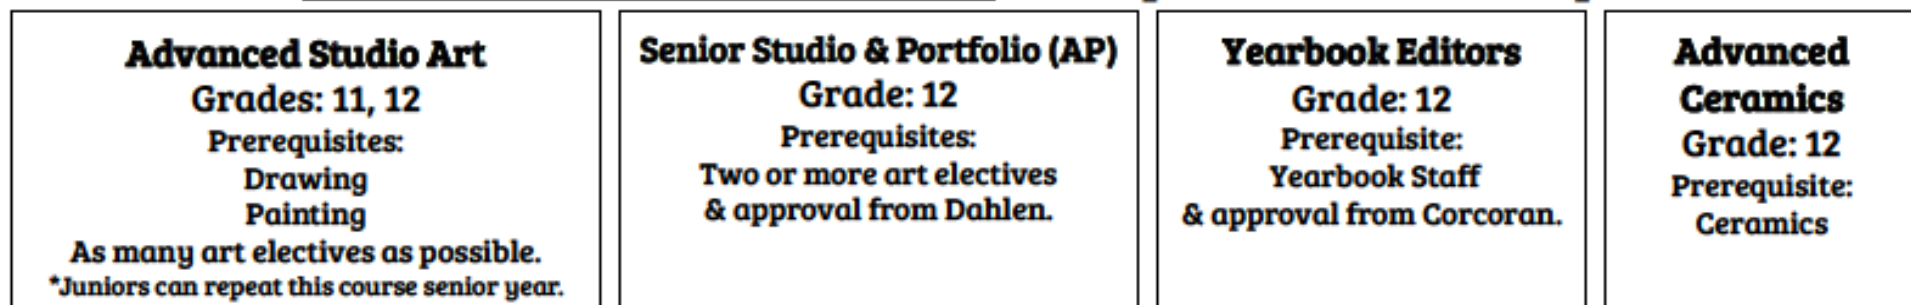 Advanced Studio Art
Grades: 11, 12
Prerequisites:
Drawing
Painting
As many art electives as possible.
*Juniors can repeat this course senior year.
Senior Studio & Portfolio (AP)
Grade: 12
Prerequisites:
Two or more art electives
& approval from Dahlen.
Yearbook Editors
Grade: 12
Prerequisite:
Yearbook Staff
& approval from Corcoran.
Advanced
Ceramics
Grade: 12
Prerequisite:
Ceramics